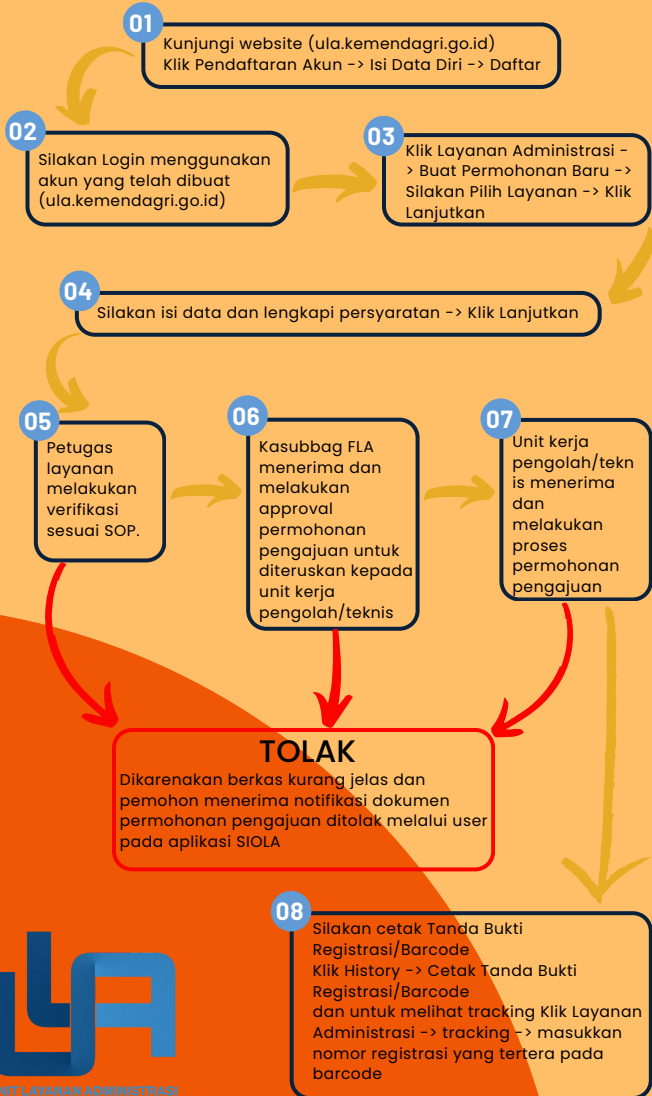 01
Kunjungi website (ula.kemendagri.go.id)
Klik Pendaftaran Akun -> Isi Data Diri -> Daftar
02
Silakan Login menggunakan
akun yang telah dibuat
(ula.kemendagri.go.id)
03
Klik Layanan Administrasi -
> Buat Permohonan Baru ->
Silakan Pilih Layanan -> Klik
Lanjutkan
04
Silakan isi data dan lengkapi persyaratan -> Klik Lanjutkan
05
Petugas
layanan
melakukan
verifikasi
sesuai SOP.
06
Kasubbag FLA
menerima dan
melakukan
approval
permohonan
pengajuan untuk
diteruskan kepada
unit kerja
pengolah/teknis
07
Unit kerja
pengolah/tekn
is menerima
dan
melakukan
proses
permohonan
pengajuan
TOLAK
Dikarenakan berkas kurang jelas dan
pemohon menerima notifikasi dokumen
permohonan pengajuan ditolak melalui user
pada aplikasi SIOLA
08
Silakan cetak Tanda Bukti
Registrasi/Barcode
Klik History -> Cetak Tanda Bukti
Registrasi/Barcode
dan untuk melihat tracking Klik Layanan
Administrasi -> tracking -> masukkan
nomor registrasi yang tertera pada
barcode
ULA
NIT LAYANAN ADMINISTRASI